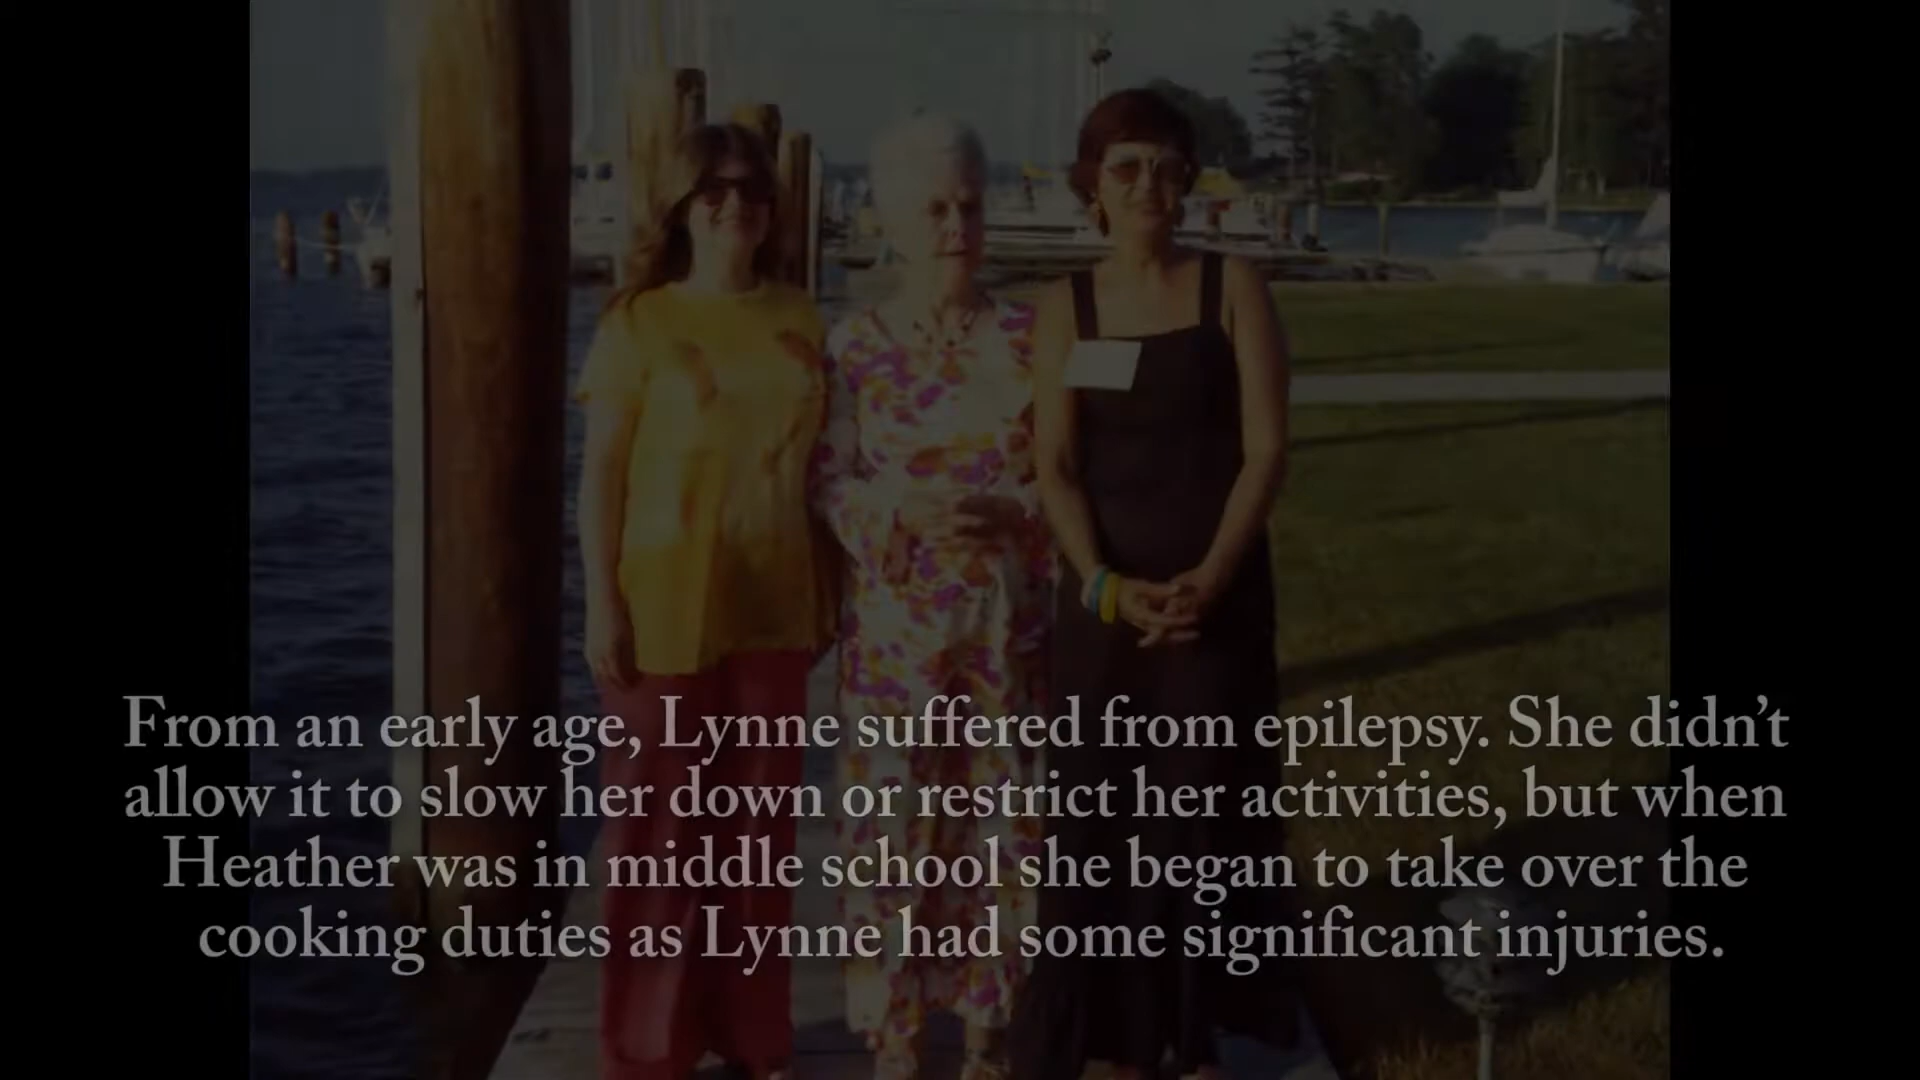 From an early age, Lynne suffered from epilepsy. She didn’t
allow it to slow her down or restrict her activities, but when
Heather was in middle school she began to take over the
cooking duties as Lynne had some significant injuries.